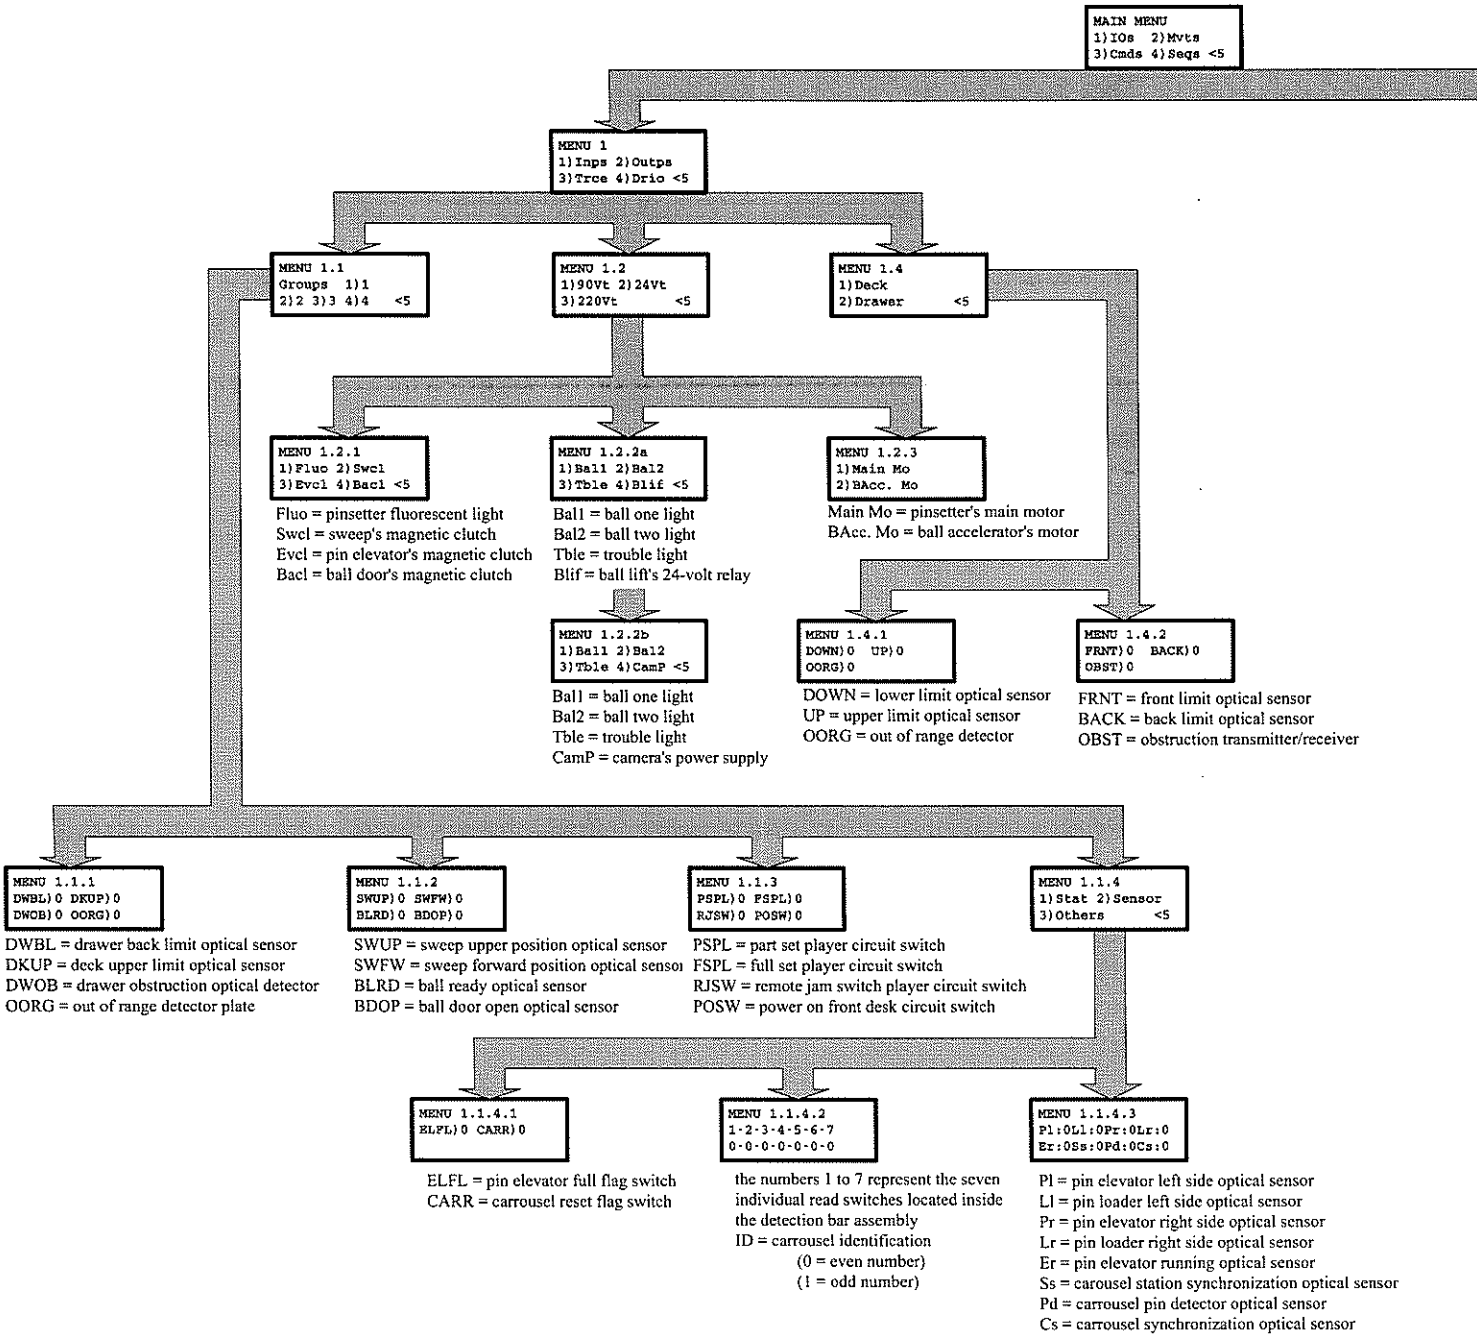 MAIN MENU
1)IOs 2)Mvts
3)Cmds 4)Seqs <5
MENU 1
1)Inps 2)Outps
3)Trce 4)Drio <5
MENU 1.1
Groups 1)1
2)2 3)3 4)4 <5
MENU 1.2
1)90Vt 2)24Vt
3)220Vt <5
MENU 1.4
1)Deck
2)Drawer <5
MENU 1.2.1
1)Fluo 2)Swcl
3)Evcl 4)Bacl <5
Fluo = pinsetter fluorescent light
Swcl = sweep's magnetic clutch
Evcl = pin elevator's magnetic clutch
Bacl = ball door's magnetic clutch
MENU 1.2.2a
1)Bal1 2)Bal2
3)Tble 4)Blif <5
Bal1 = ball one light
Bal2 = ball two light
Tble = trouble light
Blif = ball lift's 24-volt relay
MENU 1.2.3
1)Main Mo
2)BAcc. Mo
Main Mo = pinsetter's main motor
BAcc. Mo = ball accelerator's motor
MENU 1.2.2b
1)Bal1 2)Bal2
3)Tble 4)CamP <5
Bal1 = ball one light
Bal2 = ball two light
Tble = trouble light
CamP = camera's power supply
MENU 1.4.1
DOWN)0 UP)0
OORG)0
DOWN = lower limit optical sensor
UP = upper limit optical sensor
OORG = out of range detector
MENU 1.4.2
FRNT)0 BACK)0
OBST)0
FRNT = front limit optical sensor
BACK = back limit optical sensor
OBST = obstruction transmitter/receiver
MENU 1.1.1
DWBL)0 DKUP)0
DWOB)0 OORG)0
DWBL = drawer back limit optical sensor
DKUP = deck upper limit optical sensor
DWOB = drawer obstruction optical detector
OORG = out of range detector plate
MENU 1.1.2
SWUP)0 SWFW)0
BLRD)0 BDOP)0
SWUP = sweep upper position optical sensor
SWFW = sweep forward position optical sensor
BLRD = ball ready optical sensor
BDOP = ball door open optical sensor
MENU 1.1.3
PSPL)0 FSPL)0
RJSW)0 POSW)0
PSPL = part set player circuit switch
FSPL = full set player circuit switch
RJSW = remote jam switch player circuit switch
POSW = power on front desk circuit switch
MENU 1.1.4
1)Stat 2)Sensor
3)Others <5
MENU 1.1.4.1
ELFL)0 CARR)0
ELFL = pin elevator full flag switch
CARR = carrousel reset flag switch
MENU 1.1.4.2
1-2-3-4-5-6-7
0-0-0-0-0-0-0
the numbers 1 to 7 represent the seven
individual read switches located inside
the detection bar assembly
ID = carrousel identification
(0 = even number)
(1 = odd number)
MENU 1.1.4.3
Pl:0Ll:0Pr:0Lr:0
Er:0Ss:0Pd:0Cs:0
Pl = pin elevator left side optical sensor
Ll = pin loader left side optical sensor
Pr = pin elevator right side optical sensor
Lr = pin loader right side optical sensor
Er = pin elevator running optical sensor
Ss = carousel station synchronization optical sensor
Pd = carrousel pin detector optical sensor
Cs = carrousel synchronization optical sensor